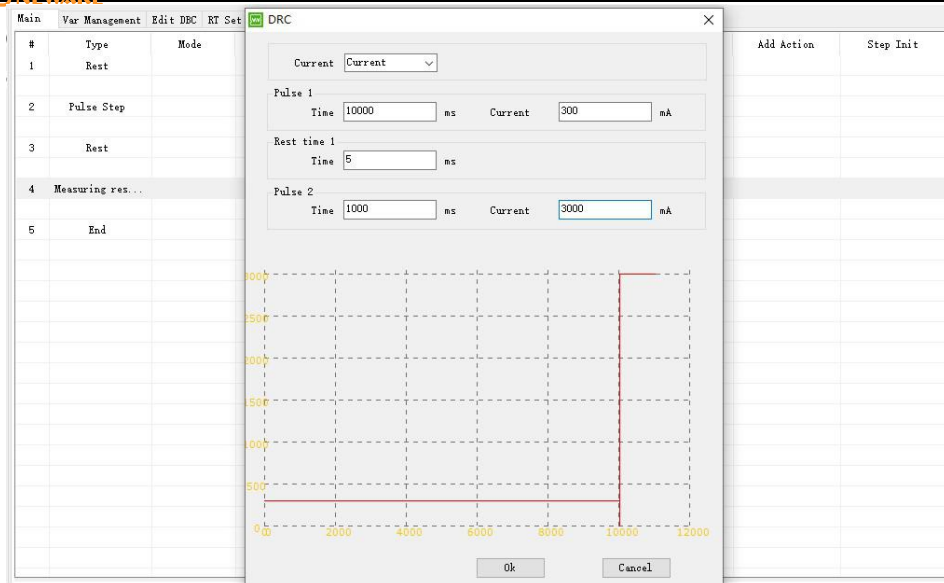 Main Var Management Edit DBC RT Set DRC
# Type Mode Add Action Step Init
1 Rest
2 Pulse Step
3 Rest
4 Measuring res...
5 End
Current Current
Pulse 1
Time 10000 ms Current 300 mA
Rest time 1
Time 5 ms
Pulse 2
Time 1000 ms Current 3000 mA
000
2500
2000
1500
1000
500
0
0 2000 4000 6000 8000 10000 12000
Ok Cancel